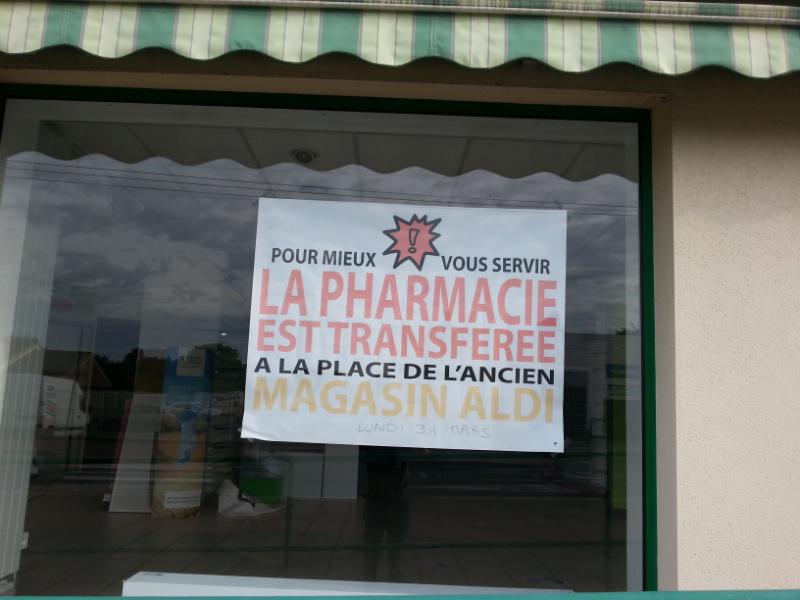 POUR MIEUX ! VOUS SERVIR
LA PHARMACIE
EST TRANSFEREE
A LA PLACE DE L'ANCIEN
MAGASIN ALDI
LUNDI 31 MARS